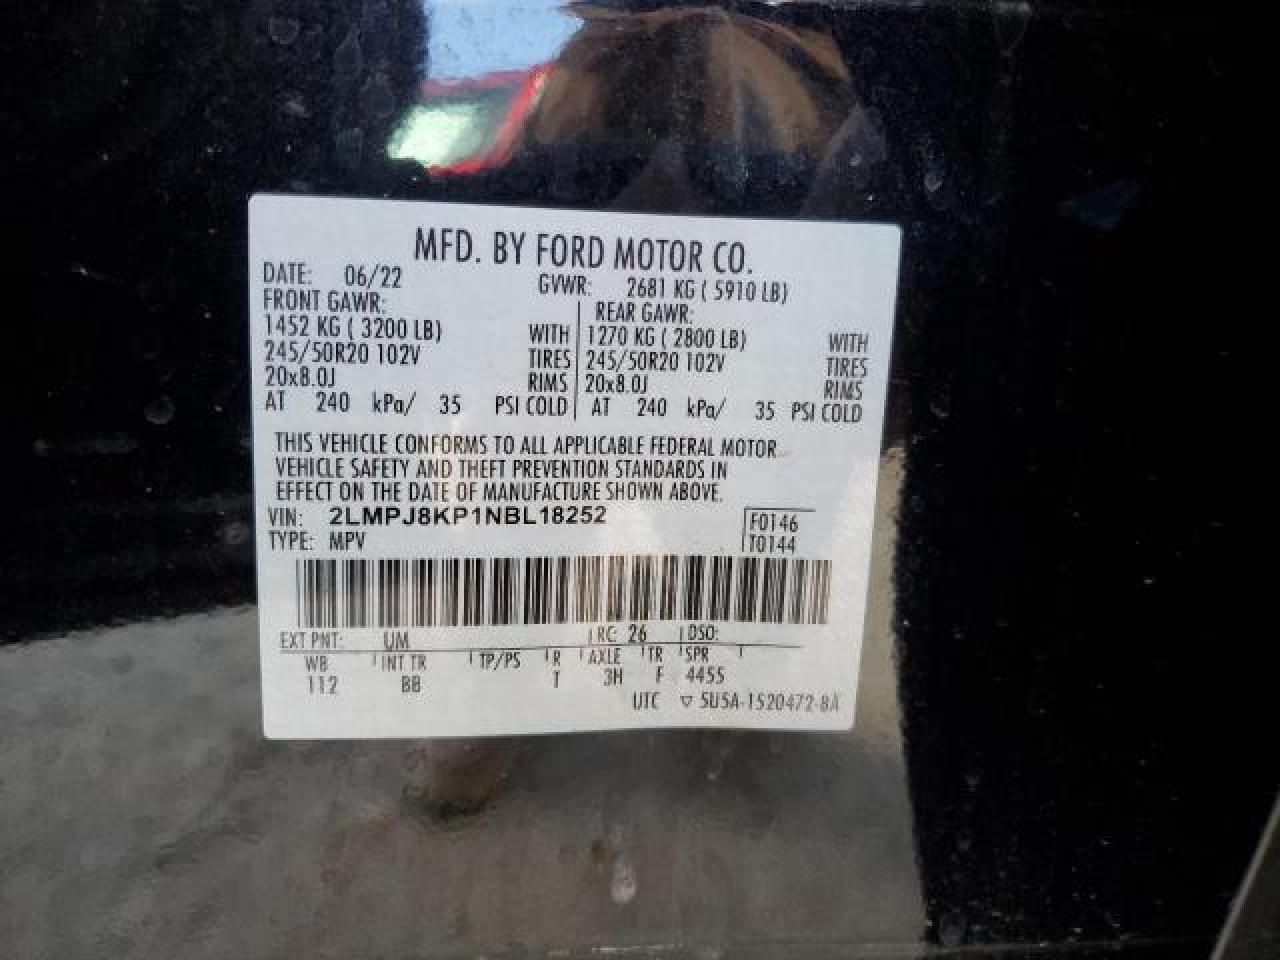 MFD. BY FORD MOTOR CO.
DATE: 06/22 GVWR: 2681 KG ( 5910 LB)
FRONT GAWR: REAR GAWR:
1452 KG ( 3200 LB) WITH 1270 KG ( 2800 LB) WITH
245/50R20 102V TIRES 245/50R20 102V TIRES
20x8.0J RIMS 20x8.0J RIMS
AT 240 kPa/ 35 PSI COLD AT 240 kPa/ 35 PSI COLD
THIS VEHICLE CONFORMS TO ALL APPLICABLE FEDERAL MOTOR
VEHICLE SAFETY AND THEFT PREVENTION STANDARDS IN
EFFECT ON THE DATE OF MANUFACTURE SHOWN ABOVE.
VIN: 2LMPJ8KP1NBL18252 F0146
TYPE: MPV T0144
EXT PNT: UM RC: 26 DSO:
WB INT TR TP/PS R AXLE TR SPR
112 BB T 3H F 4455
UTC ▽ 5U5A-1520472-BA